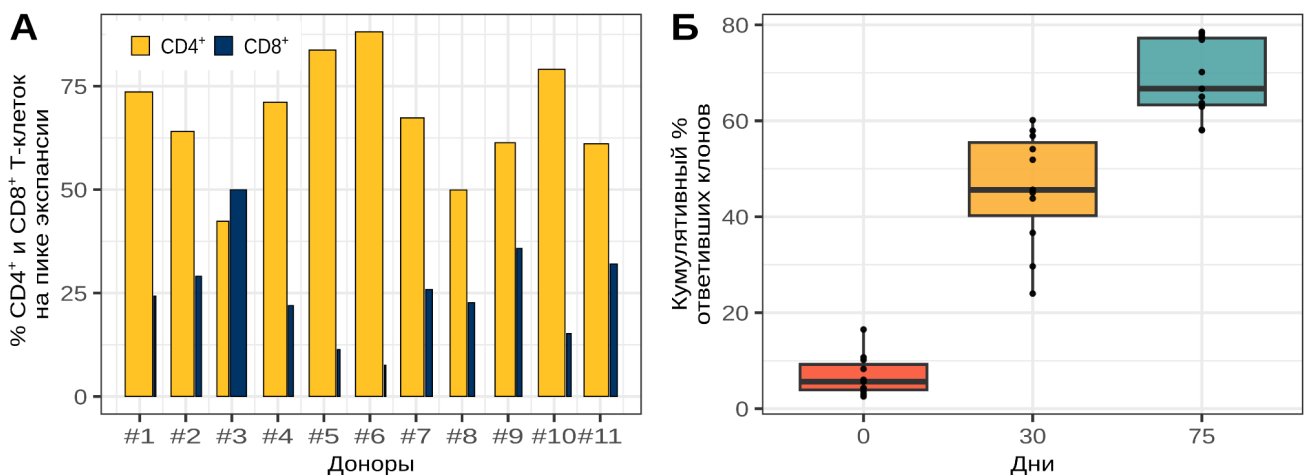 А
CD4⁺ CD8⁺
% CD4⁺ и CD8⁺ Т-клеток
на пике экспансии
75
50
25
0
#1 #2 #3 #4 #5 #6 #7 #8 #9 #10 #11
Доноры
Б
Кумулятивный %
ответивших клонов
80
60
40
20
0
0 30 75
Дни